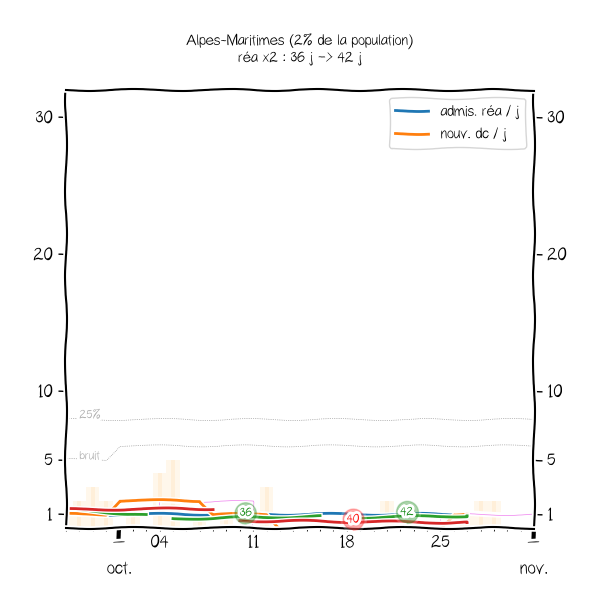 Alpes-Maritimes (2% de la population)
réa x2 : 36 j -> 42 j
admis. réa / j
nouv. dc / j
30
30
20
20
10
10
25%
bruit
5
5
1
1
36
40
42
04
11
18
25
oct.
nov.